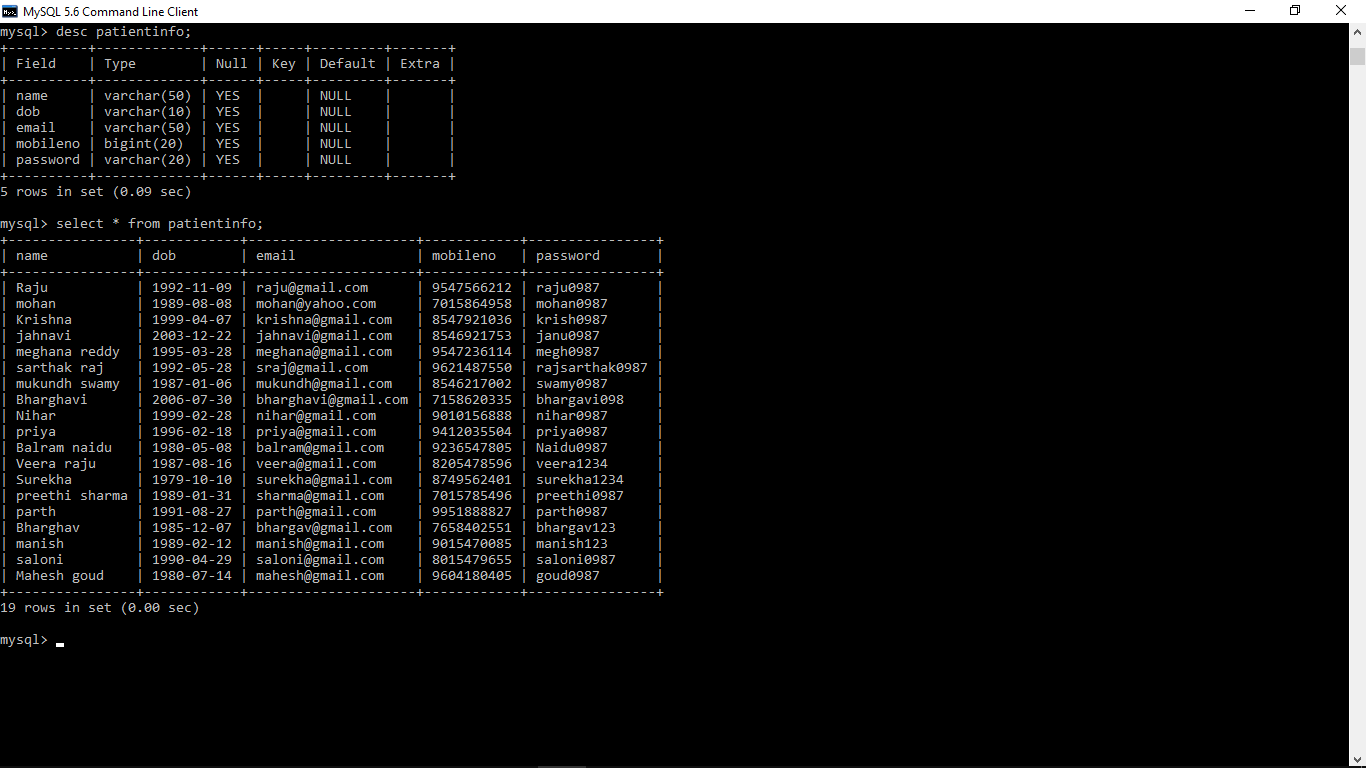 MySQL 5.6 Command Line Client
mysql> desc patientinfo;
+----------+-------------+------+-----+---------+-------+
| Field    | Type        | Null | Key | Default | Extra |
+----------+-------------+------+-----+---------+-------+
| name     | varchar(50) | YES  |     | NULL    |       |
| dob      | varchar(10) | YES  |     | NULL    |       |
| email    | varchar(50) | YES  |     | NULL    |       |
| mobileno | bigint(20)  | YES  |     | NULL    |       |
| password | varchar(20) | YES  |     | NULL    |       |
+----------+-------------+------+-----+---------+-------+
5 rows in set (0.09 sec)
mysql> select * from patientinfo;
+----------------+------------+---------------------+------------+----------------+
| name           | dob        | email               | mobileno   | password       |
+----------------+------------+---------------------+------------+----------------+
| Raju           | 1992-11-09 | raju@gmail.com      | 9547566212 | raju0987       |
| mohan          | 1989-08-08 | mohan@yahoo.com     | 7015864958 | mohan0987      |
| Krishna        | 1999-04-07 | krishna@gmail.com   | 8547921036 | krish0987      |
| jahnavi        | 2003-12-22 | jahnavi@gmail.com   | 8546921753 | janu0987       |
| meghana reddy  | 1995-03-28 | meghana@gmail.com   | 9547236114 | megh0987       |
| sarthak raj    | 1992-05-28 | sraj@gmail.com      | 9621487550 | rajsarthak0987 |
| mukundh swamy  | 1987-01-06 | mukundh@gmail.com   | 8546217002 | swamy0987      |
| Bharghavi      | 2006-07-30 | bharghavi@gmail.com | 7158620335 | bhargavi098    |
| Nihar          | 1999-02-28 | nihar@gmail.com     | 9010156888 | nihar0987      |
| priya          | 1996-02-18 | priya@gmail.com     | 9412035504 | priya0987      |
| Balram naidu   | 1980-05-08 | balram@gmail.com    | 9236547805 | Naidu0987      |
| Veera raju     | 1987-08-16 | veera@gmail.com     | 8205478596 | veera1234      |
| Surekha        | 1979-10-10 | surekha@gmail.com   | 8749562401 | surekha1234    |
| preethi sharma | 1989-01-31 | sharma@gmail.com    | 7015785496 | preethi0987    |
| parth          | 1991-08-27 | parth@gmail.com     | 9951888827 | parth0987      |
| Bharghav       | 1985-12-07 | bhargav@gmail.com   | 7658402551 | bhargav123     |
| manish         | 1989-02-12 | manish@gmail.com    | 9015470085 | manish123      |
| saloni         | 1990-04-29 | saloni@gmail.com    | 8015479655 | saloni0987     |
| Mahesh goud    | 1980-07-14 | mahesh@gmail.com    | 9604180405 | goud0987       |
+----------------+------------+---------------------+------------+----------------+
19 rows in set (0.00 sec)
mysql>